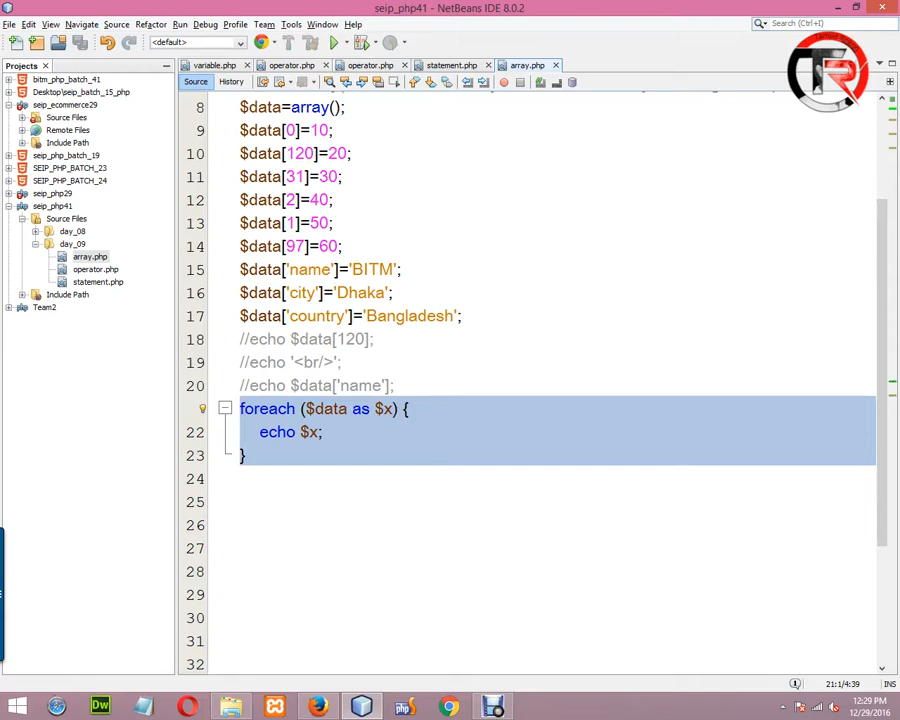 seip_php41 - NetBeans IDE 8.0.2
File Edit View Navigate Source Refactor Run Debug Profile Team Tools Window Help
Search (Ctrl+I)
<default>
Projects
variable.php operator.php operator.php statement.php array.php
Source History
bitm_php_batch_41
Desktop\seip_batch_15_php
seip_ecommerce29
Source Files
Remote Files
Include Path
seip_php_batch_19
SEIP_PHP_BATCH_23
SEIP_PHP_BATCH_24
seip_php29
seip_php41
Source Files
day_08
day_09
array.php
operator.php
statement.php
Include Path
Team2
8 $data=array();
9 $data[0]=10;
10 $data[120]=20;
11 $data[31]=30;
12 $data[2]=40;
13 $data[1]=50;
14 $data[97]=60;
15 $data['name']='BITM';
16 $data['city']='Dhaka';
17 $data['country']='Bangladesh';
18 //echo $data[120];
19 //echo '<br/>';
20 //echo $data['name'];
foreach ($data as $x) {
22 echo $x;
23 }
24
25
26
27
28
29
30
31
32
21:1/4:39 INS
Dw
php
12:29 PM
12/29/2016